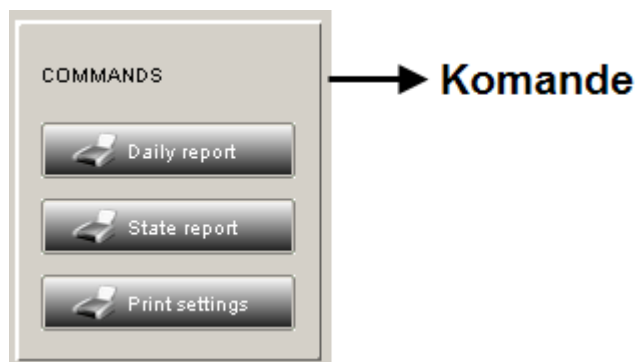 COMMANDS
Komande
Daily report
State report
Print settings